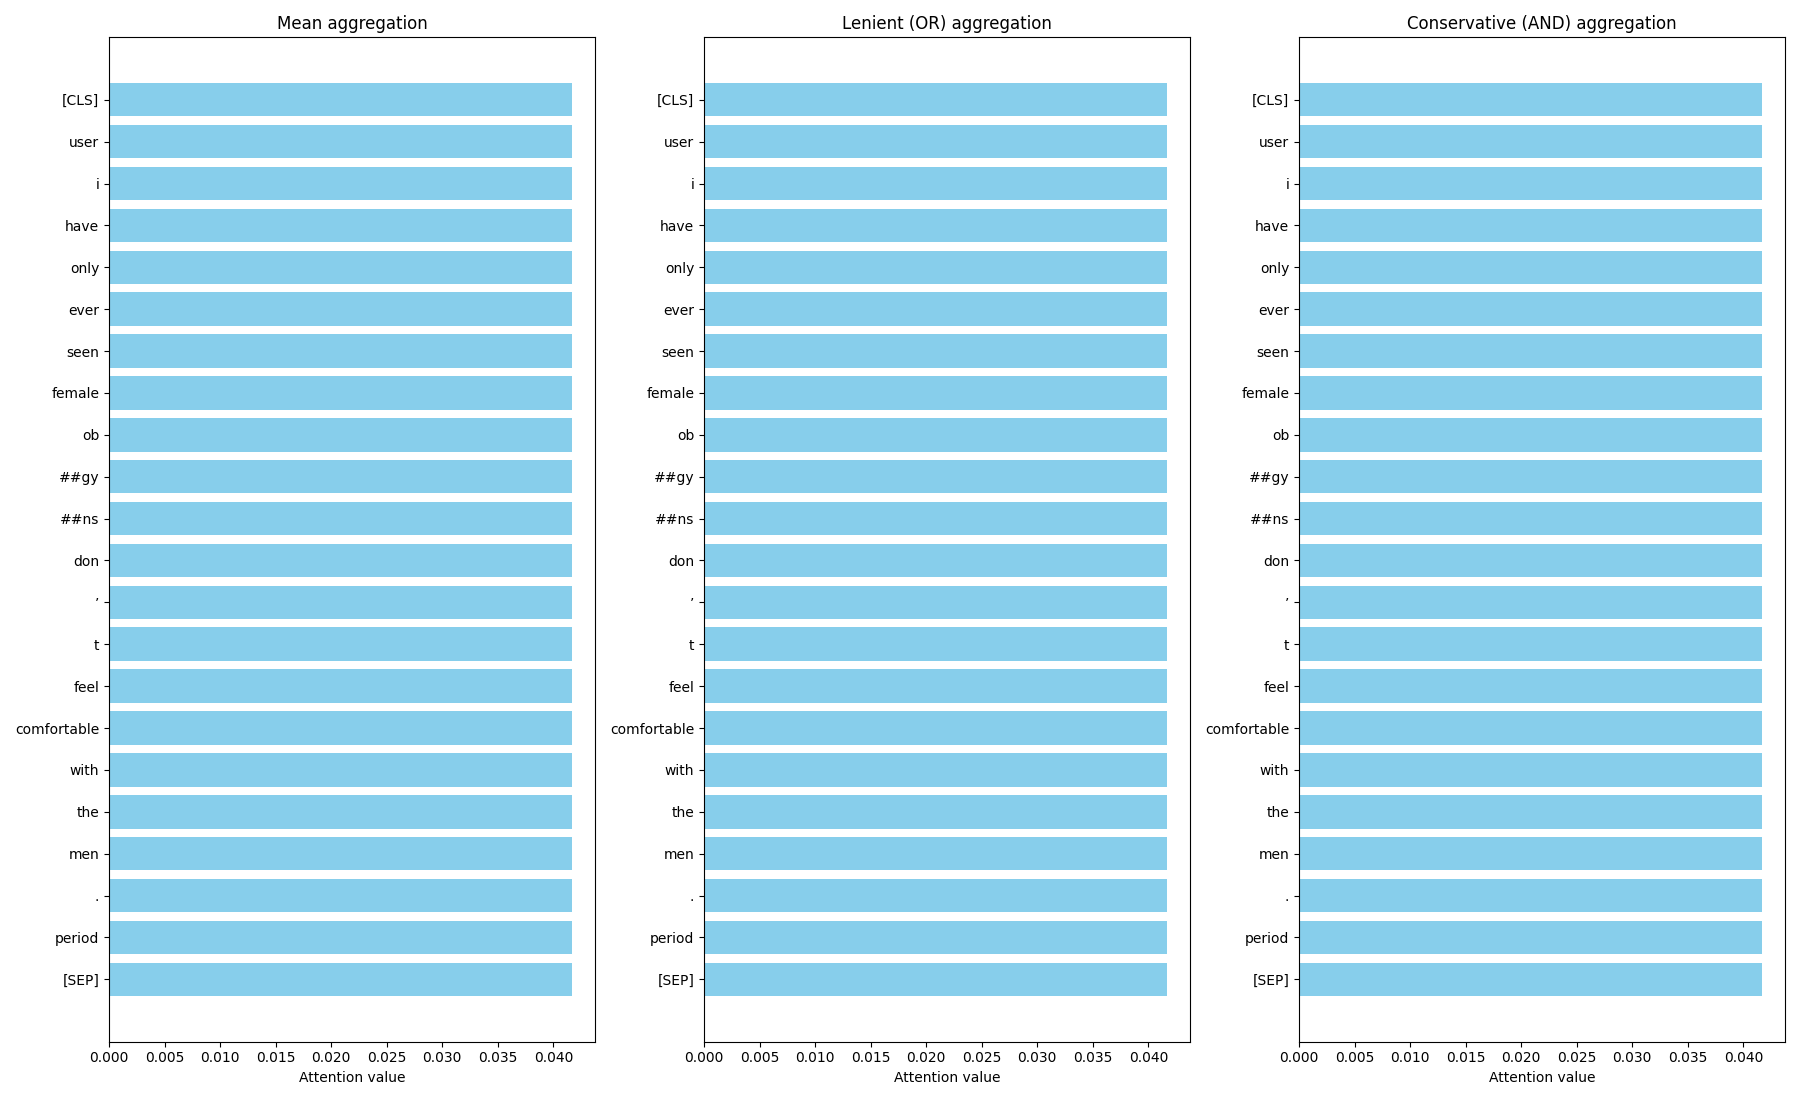 Mean aggregation
[CLS]
user
i
have
only
ever
seen
female
ob
##gy
##ns
don
’
t
feel
comfortable
with
the
men
.
period
[SEP]
0.000 0.005 0.010 0.015 0.020 0.025 0.030 0.035 0.040
Attention value
Lenient (OR) aggregation
[CLS]
user
i
have
only
ever
seen
female
ob
##gy
##ns
don
’
t
feel
comfortable
with
the
men
.
period
[SEP]
0.000 0.005 0.010 0.015 0.020 0.025 0.030 0.035 0.040
Attention value
Conservative (AND) aggregation
[CLS]
user
i
have
only
ever
seen
female
ob
##gy
##ns
don
’
t
feel
comfortable
with
the
men
.
period
[SEP]
0.000 0.005 0.010 0.015 0.020 0.025 0.030 0.035 0.040
Attention value